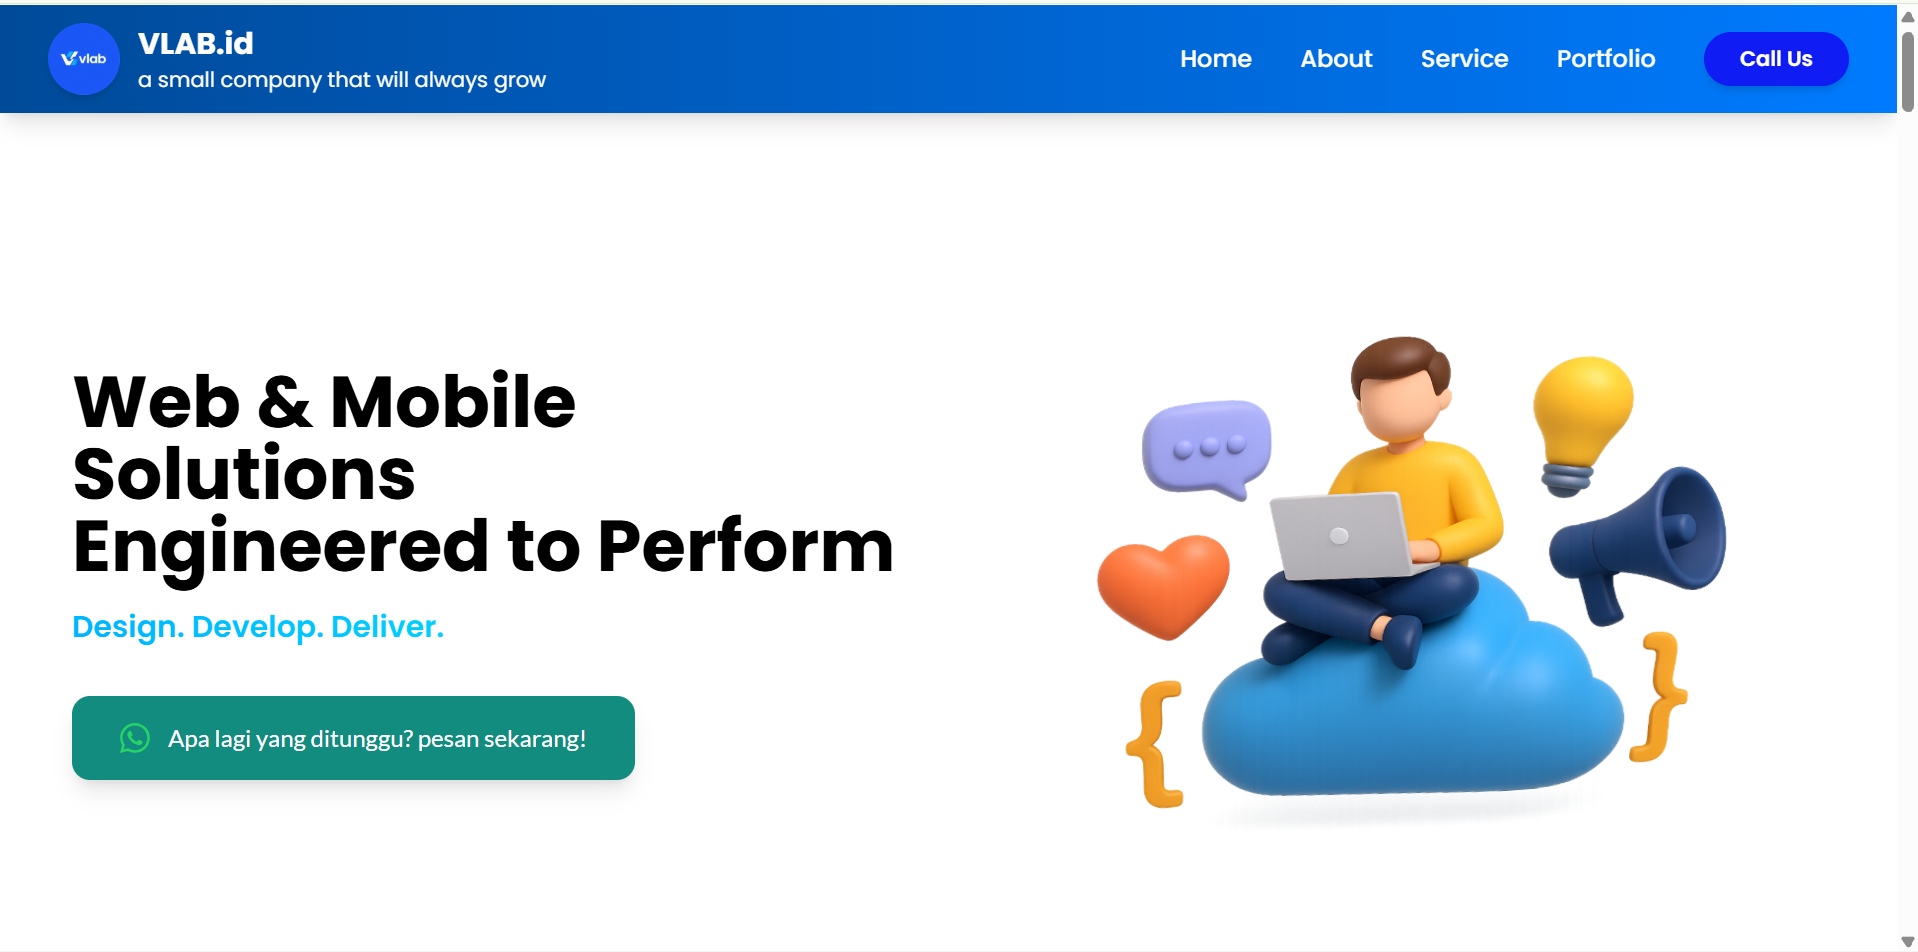 vlab
VLAB.id
a small company that will always grow
Home
About
Service
Portfolio
Call Us
Web & Mobile
Solutions
Engineered to Perform
Design. Develop. Deliver.
Apa lagi yang ditunggu? pesan sekarang!
{
}